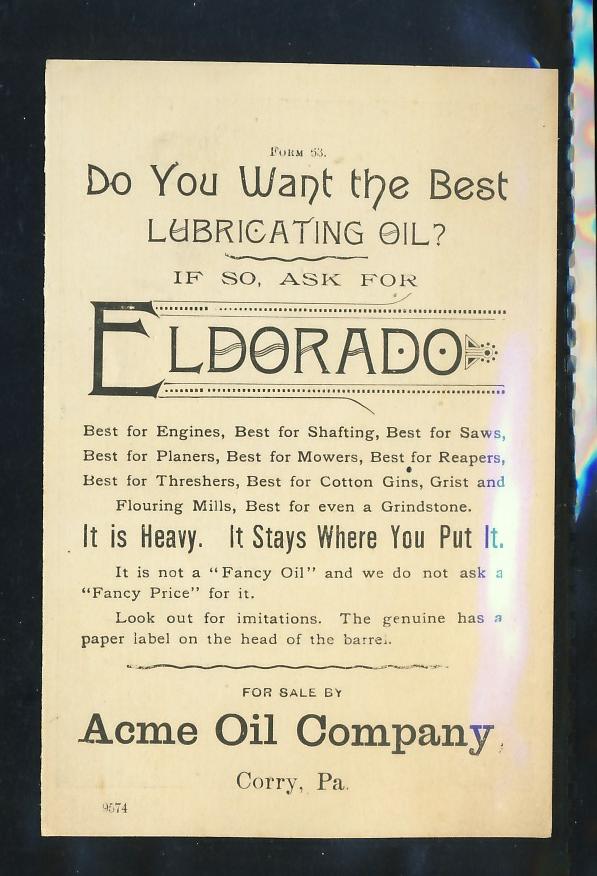 FORM 53.
Do You Want the Best
LUBRICATING OIL?
IF SO, ASK FOR
ELDORADO
Best for Engines, Best for Shafting, Best for Saws,
Best for Planers, Best for Mowers, Best for Reapers,
Best for Threshers, Best for Cotton Gins, Grist and
Flouring Mills, Best for even a Grindstone.
It is Heavy. It Stays Where You Put It.
It is not a "Fancy Oil" and we do not ask a
"Fancy Price" for it.
Look out for imitations. The genuine has a
paper label on the head of the barrel.
FOR SALE BY
Acme Oil Company,
Corry, Pa.
9574